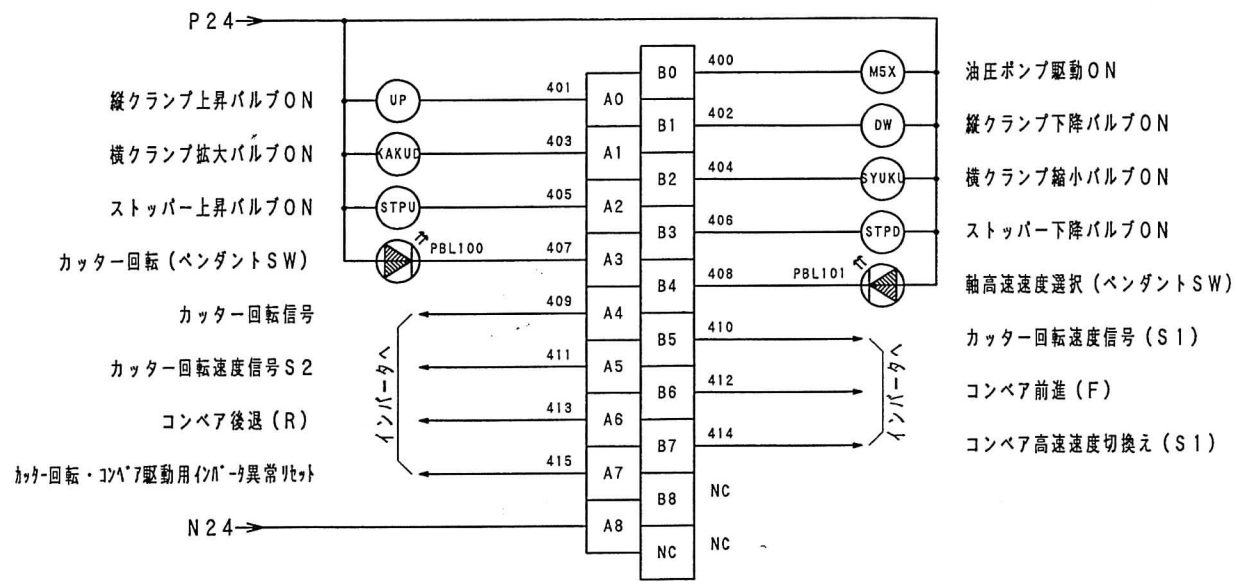 P24
B0 400 M5X 油圧ポンプ駆動ON
縦クランプ上昇バルブON UP 401 A0
B1 402 DW 縦クランプ下降バルブON
横クランプ拡大バルブON KAKUD 403 A1
B2 404 SYUKU 横クランプ縮小バルブON
ストッパー上昇バルブON STPU 405 A2
B3 406 STPD ストッパー下降バルブON
カッター回転(ペンダントSW) PBL100 407 A3
B4 408 PBL101 軸高速速度選択(ペンダントSW)
カッター回転信号 409 A4
B5 410 カッター回転速度信号(S1)
カッター回転速度信号S2 411 A5
インバータへ
B6 412 コンベア前進(F)
インバータへ
コンベア後退(R) 413 A6
B7 414 コンベア高速速度切換え(S1)
カッター回転・コンベア駆動用インバータ異常リセット 415 A7
B8 NC
N24 A8
NC NC